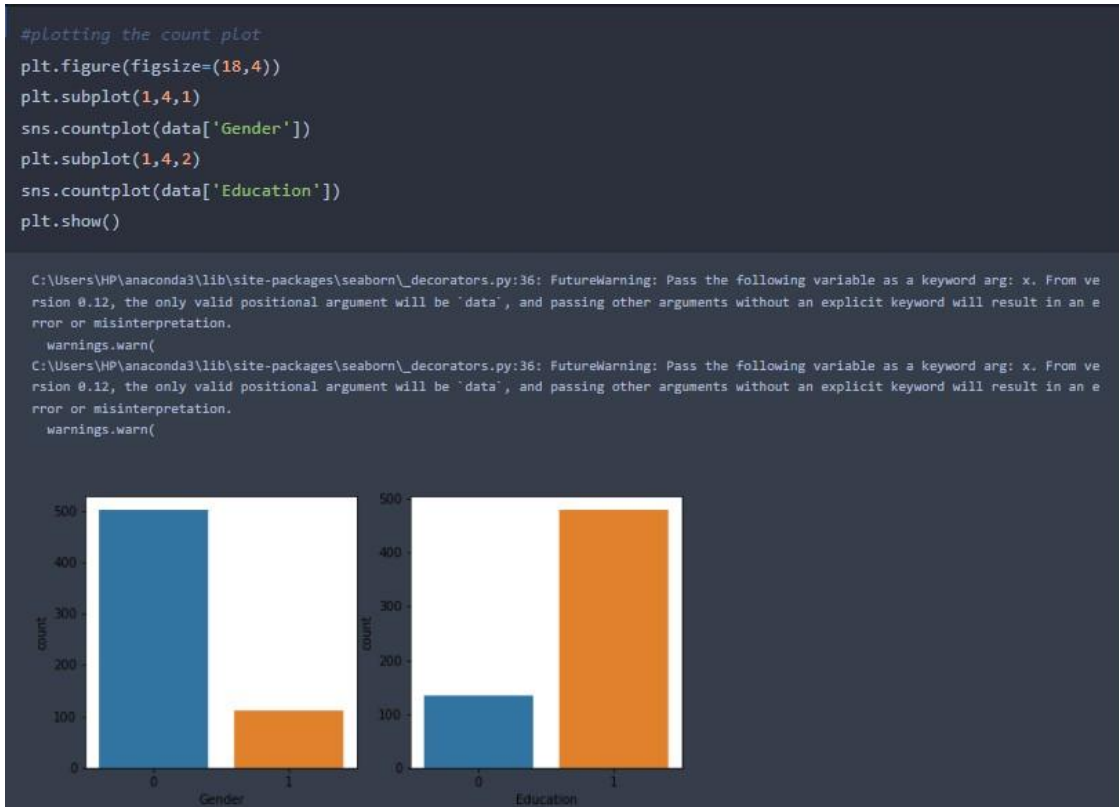 #plotting the count plot
plt.figure(figsize=(18,4))
plt.subplot(1,4,1)
sns.countplot(data['Gender'])
plt.subplot(1,4,2)
sns.countplot(data['Education'])
plt.show()
C:\Users\HP\anaconda3\lib\site-packages\seaborn\_decorators.py:36: FutureWarning: Pass the following variable as a keyword arg: x. From ve
rsion 0.12, the only valid positional argument will be `data`, and passing other arguments without an explicit keyword will result in an e
rror or misinterpretation.
warnings.warn(
C:\Users\HP\anaconda3\lib\site-packages\seaborn\_decorators.py:36: FutureWarning: Pass the following variable as a keyword arg: x. From ve
rsion 0.12, the only valid positional argument will be `data`, and passing other arguments without an explicit keyword will result in an e
rror or misinterpretation.
warnings.warn(
500
400
300
200
100
0
count
0 1
Gender
500
400
300
200
100
0
count
0 1
Education